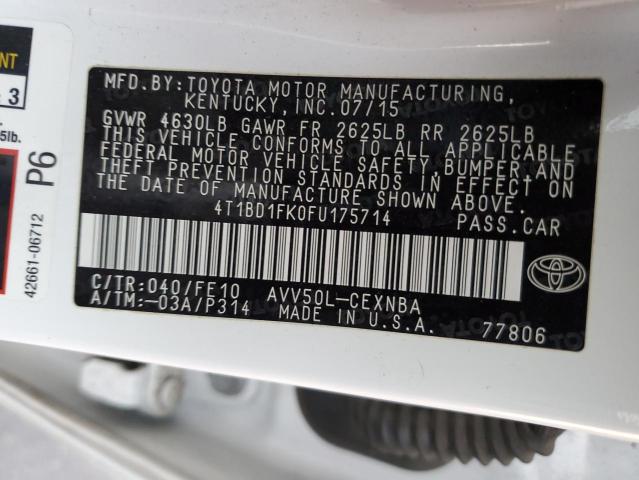 MFD.BY:TOYOTA MOTOR MANUFACTURING,
KENTUCKY, INC.07/15
GVWR 4630LB GAWR FR 2625LB RR 2625LB
THIS VEHICLE CONFORMS TO ALL APPLICABLE
FEDERAL MOTOR VEHICLE SAFETY,BUMPER,AND
THEFT PREVENTION STANDARDS IN EFFECT ON
THE DATE OF MANUFACTURE SHOWN ABOVE.
4T1BD1FK0FU175714 PASS.CAR
C/TR:040/FE10 AVV50L-CEXNBA
A/TM:-03A/P314 MADE IN U.S.A. 77806
TOYOTA
P6
42661-06712
3